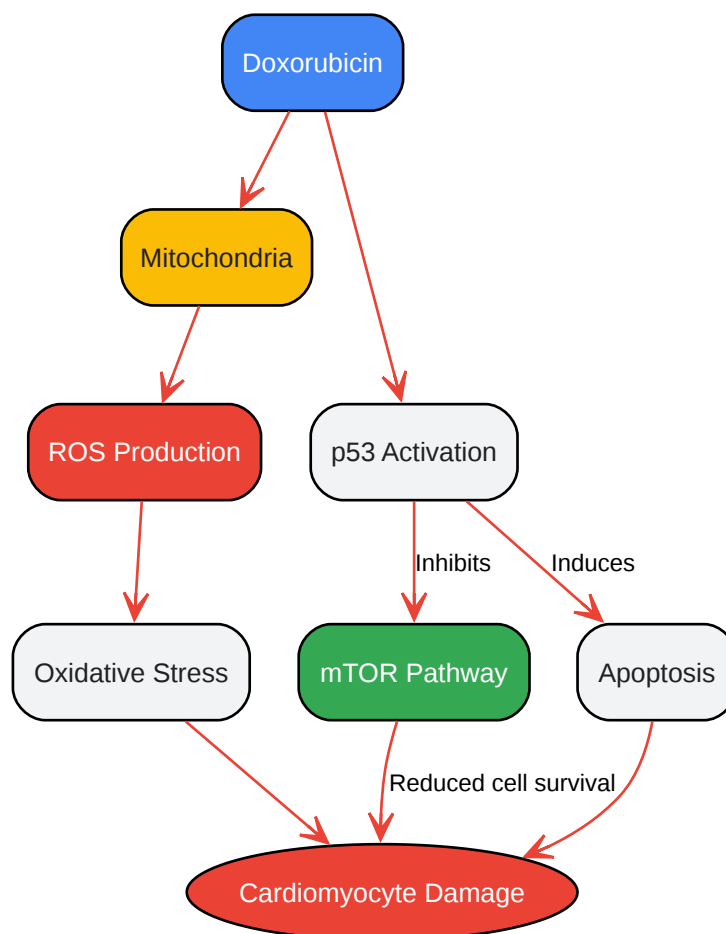 Doxorubicin
Mitochondria
ROS Production
p53 Activation
Inhibits
Induces
Oxidative Stress
mTOR Pathway
Apoptosis
Reduced cell survival
Cardiomyocyte Damage